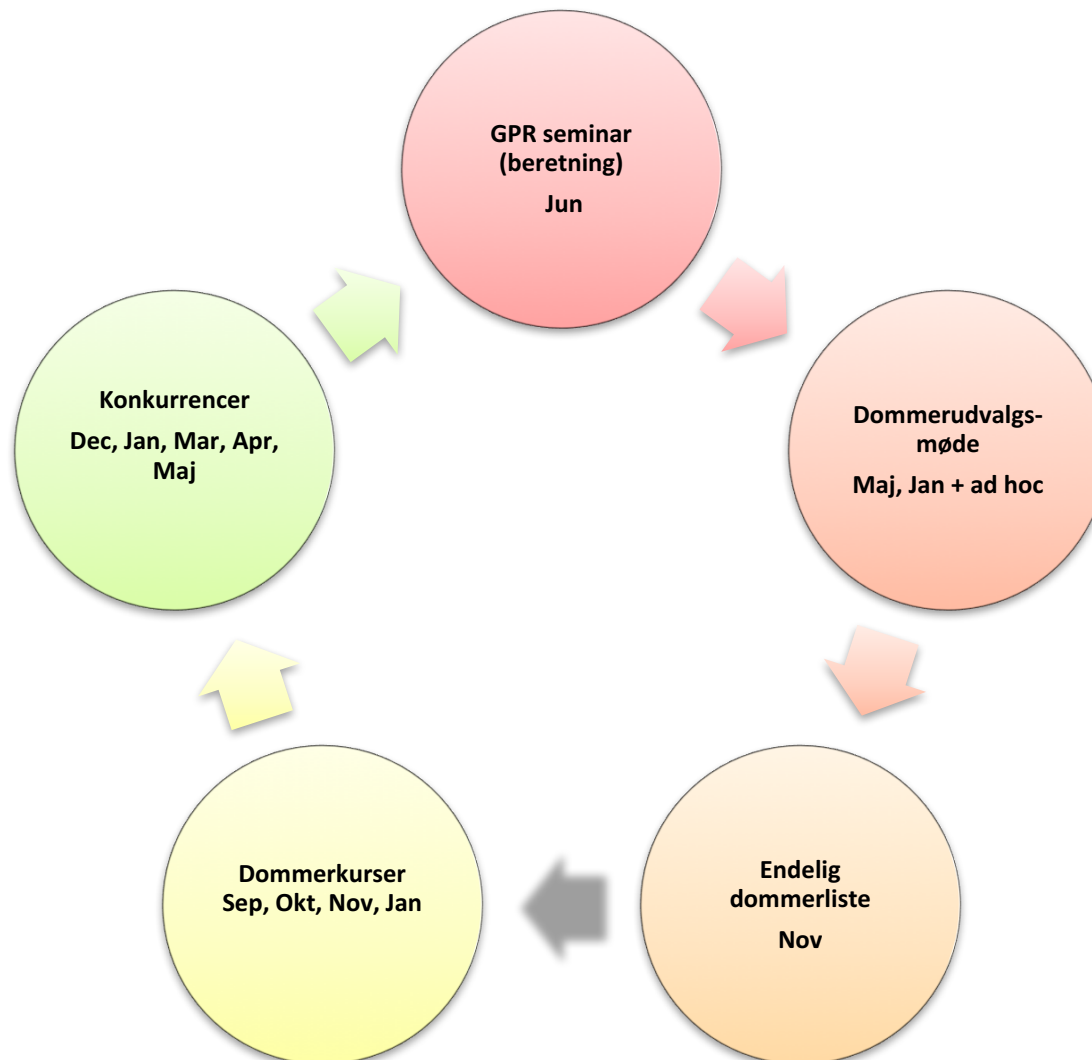 GPR seminar
(beretning)
Jun
Dommerudvalgs-
møde
Maj, Jan + ad hoc
Endelig
dommerliste
Nov
Dommerkurser
Sep, Okt, Nov, Jan
Konkurrencer
Dec, Jan, Mar, Apr,
Maj